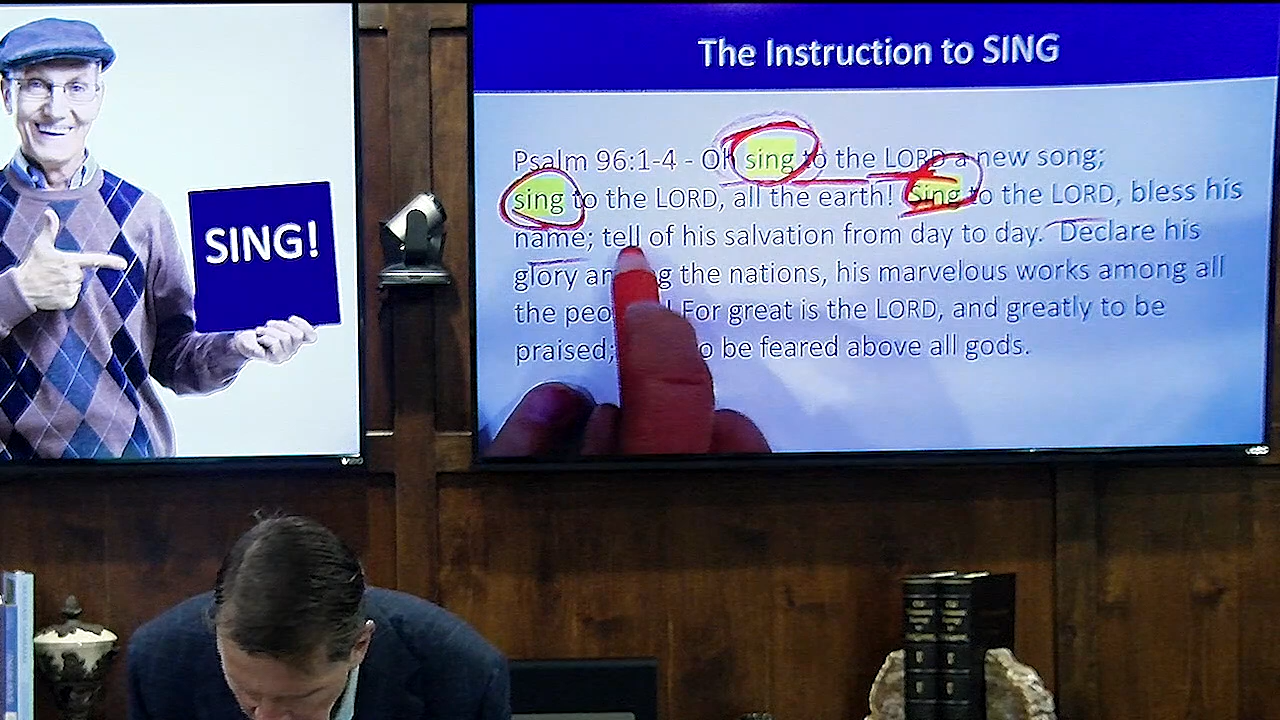 SING!
The Instruction to SING
Psalm 96:1-4 - Oh sing to the LORD a new song;
sing to the LORD, all the earth! Sing to the LORD, bless his
name; tell of his salvation from day to day. Declare his
glory the nations, his marvelous works among all
the For great is the LORD, and greatly to be
praised; be feared above all gods.